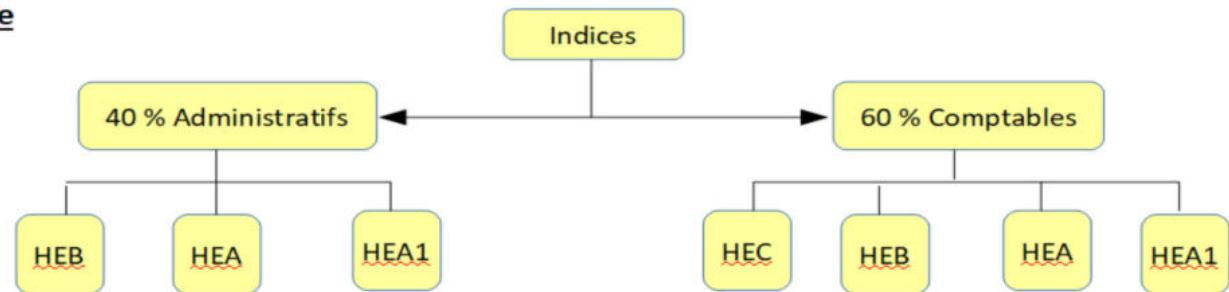 e
Indices
40 % Administratifs
60 % Comptables
HEB
HEA
HEA1
HEC
HEB
HEA
HEA1